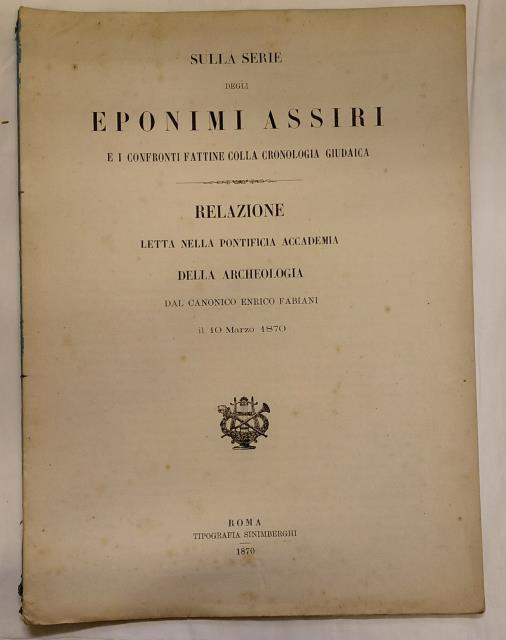 SULLA SERIE
DEGLI
EPONIMI ASSIRI
E I CONFRONTI FATTINE COLLA CRONOLOGIA GIUDAICA
RELAZIONE
LETTA NELLA PONTIFICIA ACCADEMIA
DELLA ARCHEOLOGIA
DAL CANONICO ENRICO FABIANI
il 10 Marzo 1870
ROMA
TIPOGRAFIA SINIMBERGHI
1870